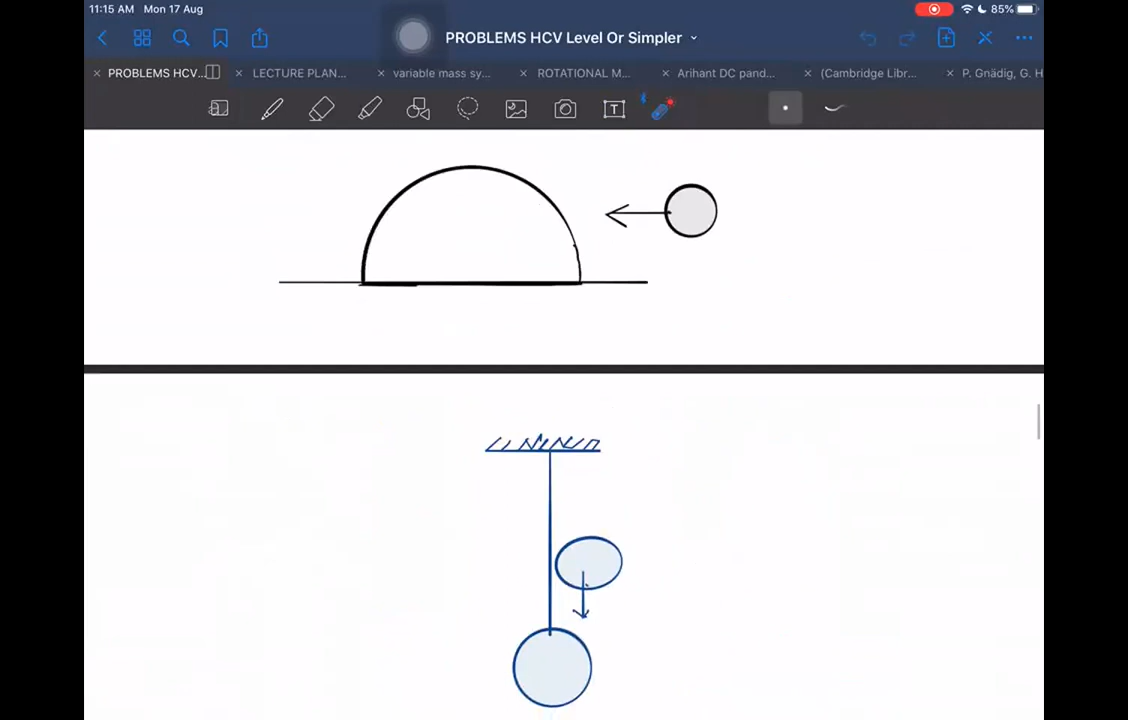 11:15 AM Mon 17 Aug 85%
PROBLEMS HCV Level Or Simpler
PROBLEMS HCV... LECTURE PLAN... variable mass sy... ROTATIONAL M... Arihant DC pand... (Cambridge Libr... P. Gnädig, G. H
T